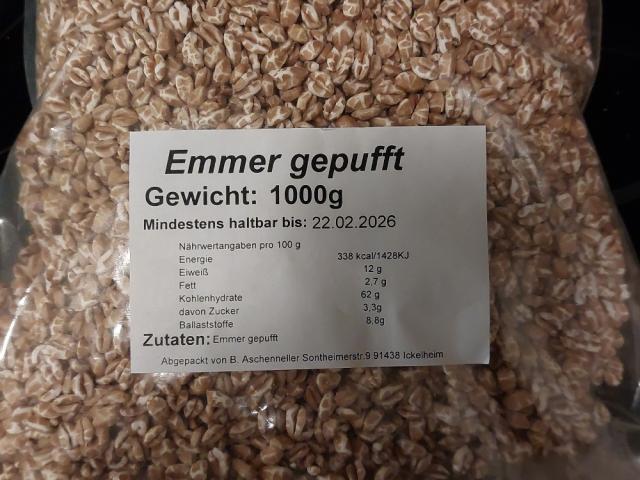 Emmer gepufft
Gewicht: 1000g
Mindestens haltbar bis: 22.02.2026
Nährwertangaben pro 100 g
Energie 338 kcal/1428KJ
Eiweiß 12 g
Fett 2,7 g
Kohlenhydrate 62 g
davon Zucker 3,3g
Ballaststoffe 8,8g
Zutaten: Emmer gepufft
Abgepackt von B. Aschenneller Sontheimerstr.9 91438 Ickelheim